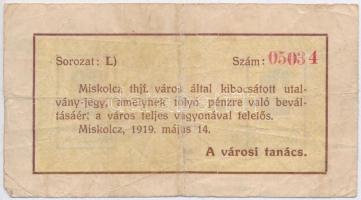 Sorozat: L) Szám: 05034
Miskolcz thjf. város által kibocsátott utal-
vány-jegy, amelynek folyó pénzre való bevál-
tásáért a város teljes vagyonával felelős.
Miskolcz, 1919. május 14.
A városi tanács.